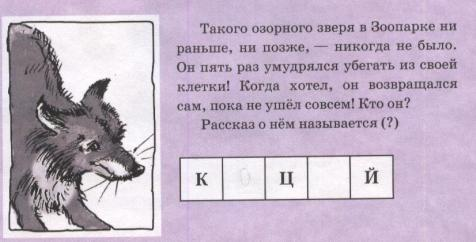 Такого озорного зверя в Зоопарке ни
раньше, ни позже, — никогда не было.
Он пять раз умудрялся убегать из своей
клетки! Когда хотел, он возвращался
сам, пока не ушёл совсем! Кто он?
Рассказ о нём называется (?)
К О Ц Й